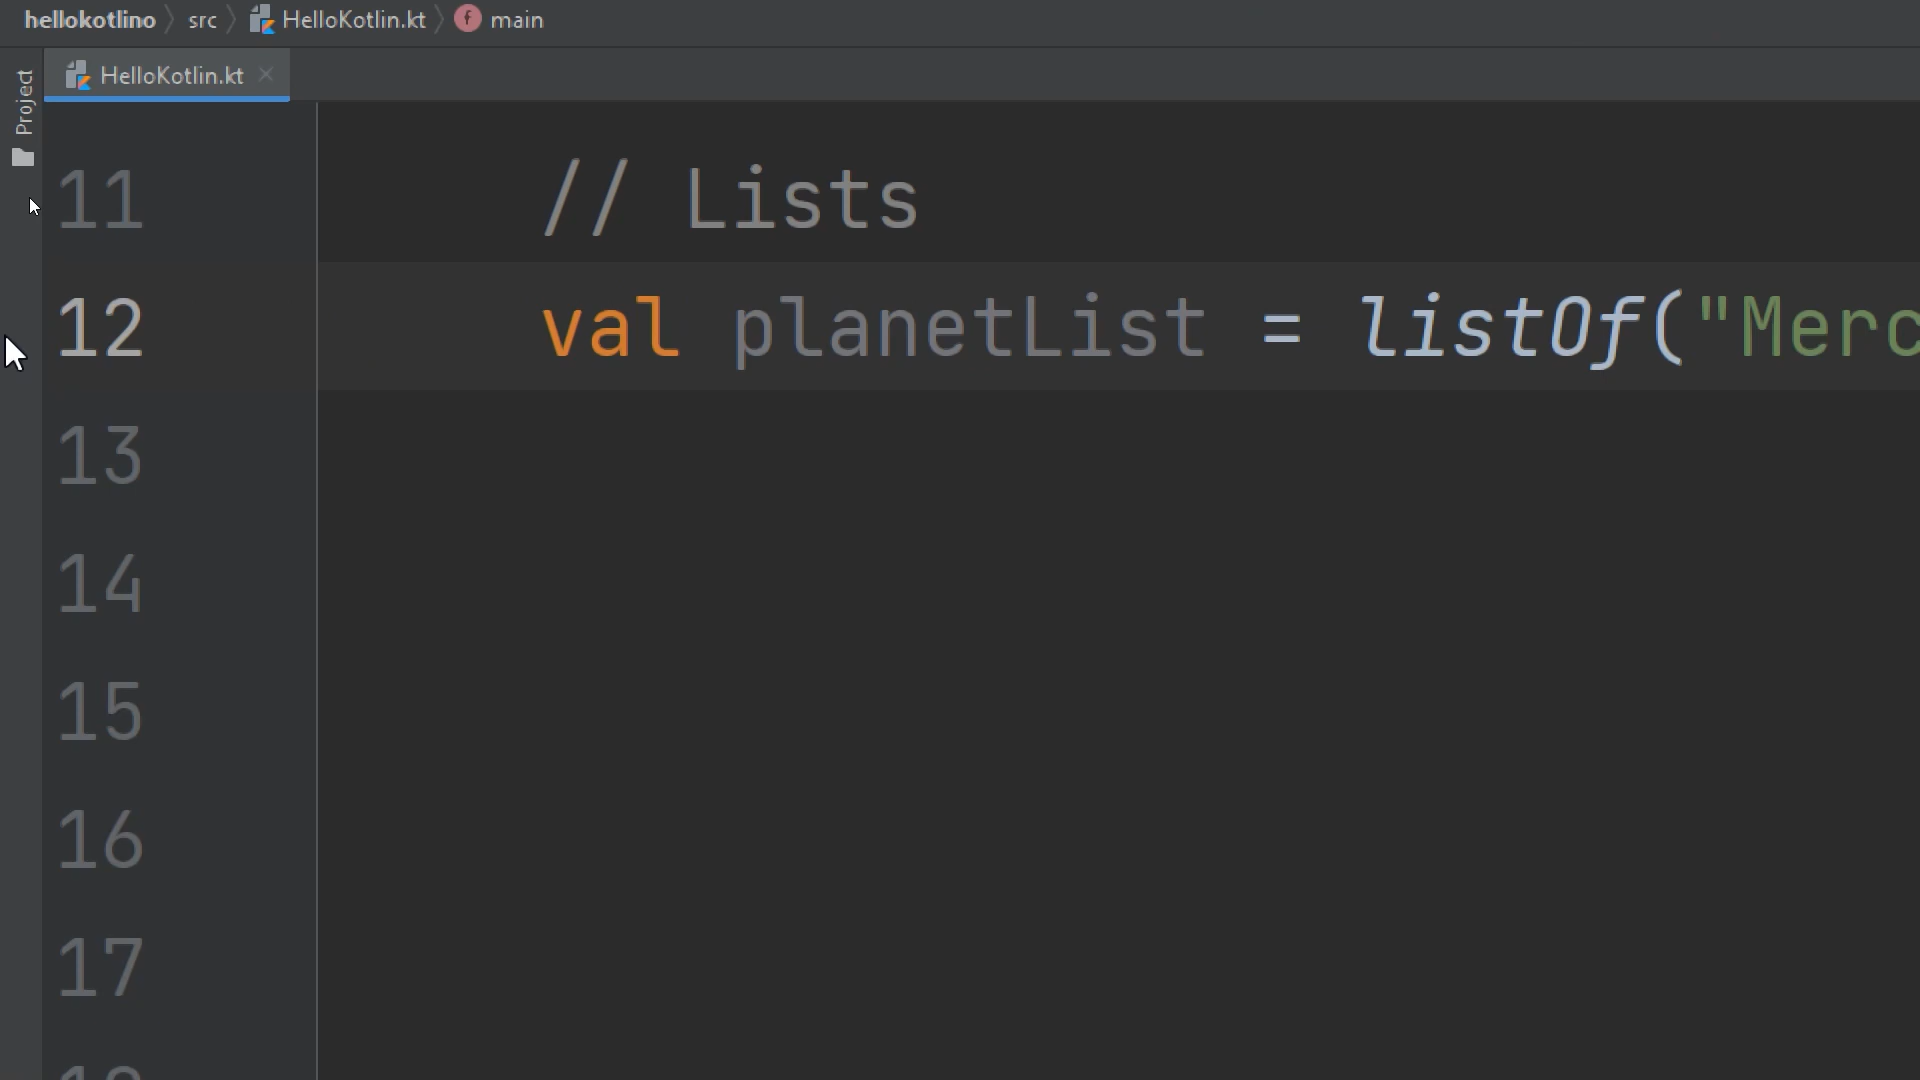 hellokotlino src HelloKotlin.kt main
HelloKotlin.kt
Project
11 // Lists
12 val planetList = listOf("Merc
13
14
15
16
17